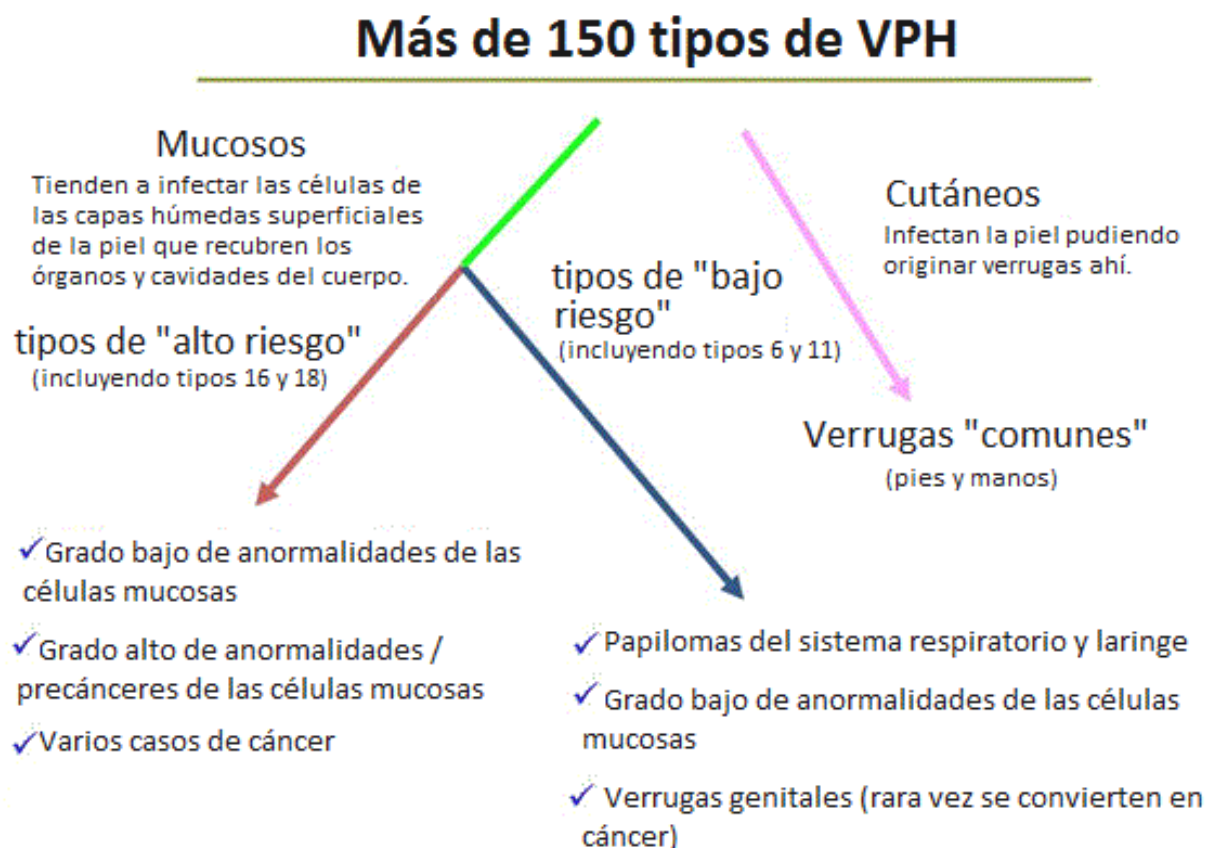 Más de 150 tipos de VPH
Mucosos
Tienden a infectar las células de
las capas húmedas superficiales
de la piel que recubren los
órganos y cavidades del cuerpo.
tipos de "alto riesgo"
(incluyendo tipos 16 y 18)
✓Grado bajo de anormalidades de las
células mucosas
✓Grado alto de anormalidades /
precánceres de las células mucosas
✓Varios casos de cáncer
tipos de "bajo
riesgo"
(incluyendo tipos 6 y 11)
✓Papilomas del sistema respiratorio y laringe
✓Grado bajo de anormalidades de las células
mucosas
✓ Verrugas genitales (rara vez se convierten en
cáncer)
Cutáneos
Infectan la piel pudiendo
originar verrugas ahí.
Verrugas "comunes"
(pies y manos)